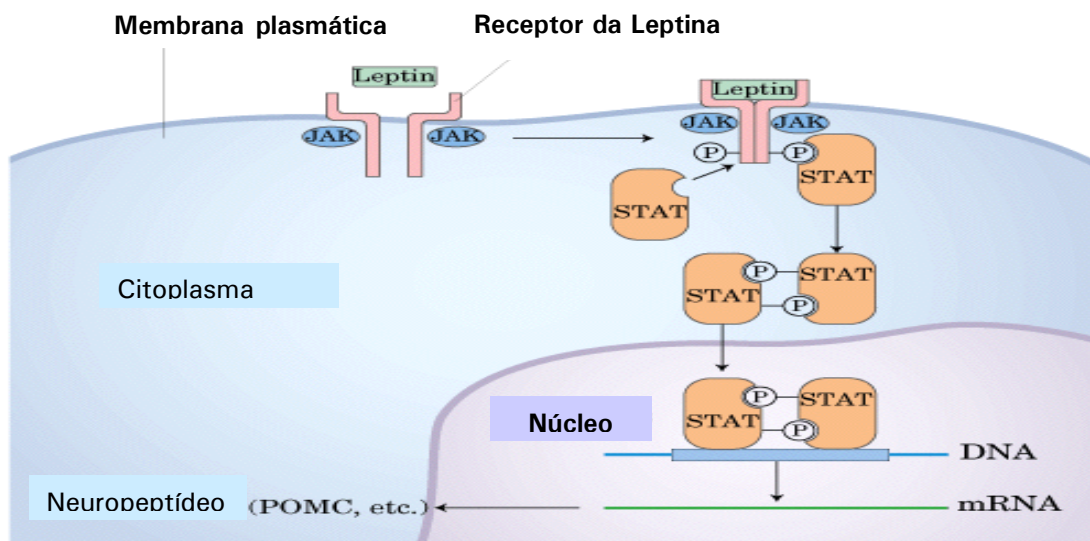 Membrana plasmática
Receptor da Leptina
Leptin
Leptin
JAK
JAK
JAK
JAK
P
P
STAT
STAT
P
STAT
STAT
P
Citoplasma
P
STAT
STAT
P
Núcleo
DNA
mRNA
Neuropeptídeo (POMC, etc.)